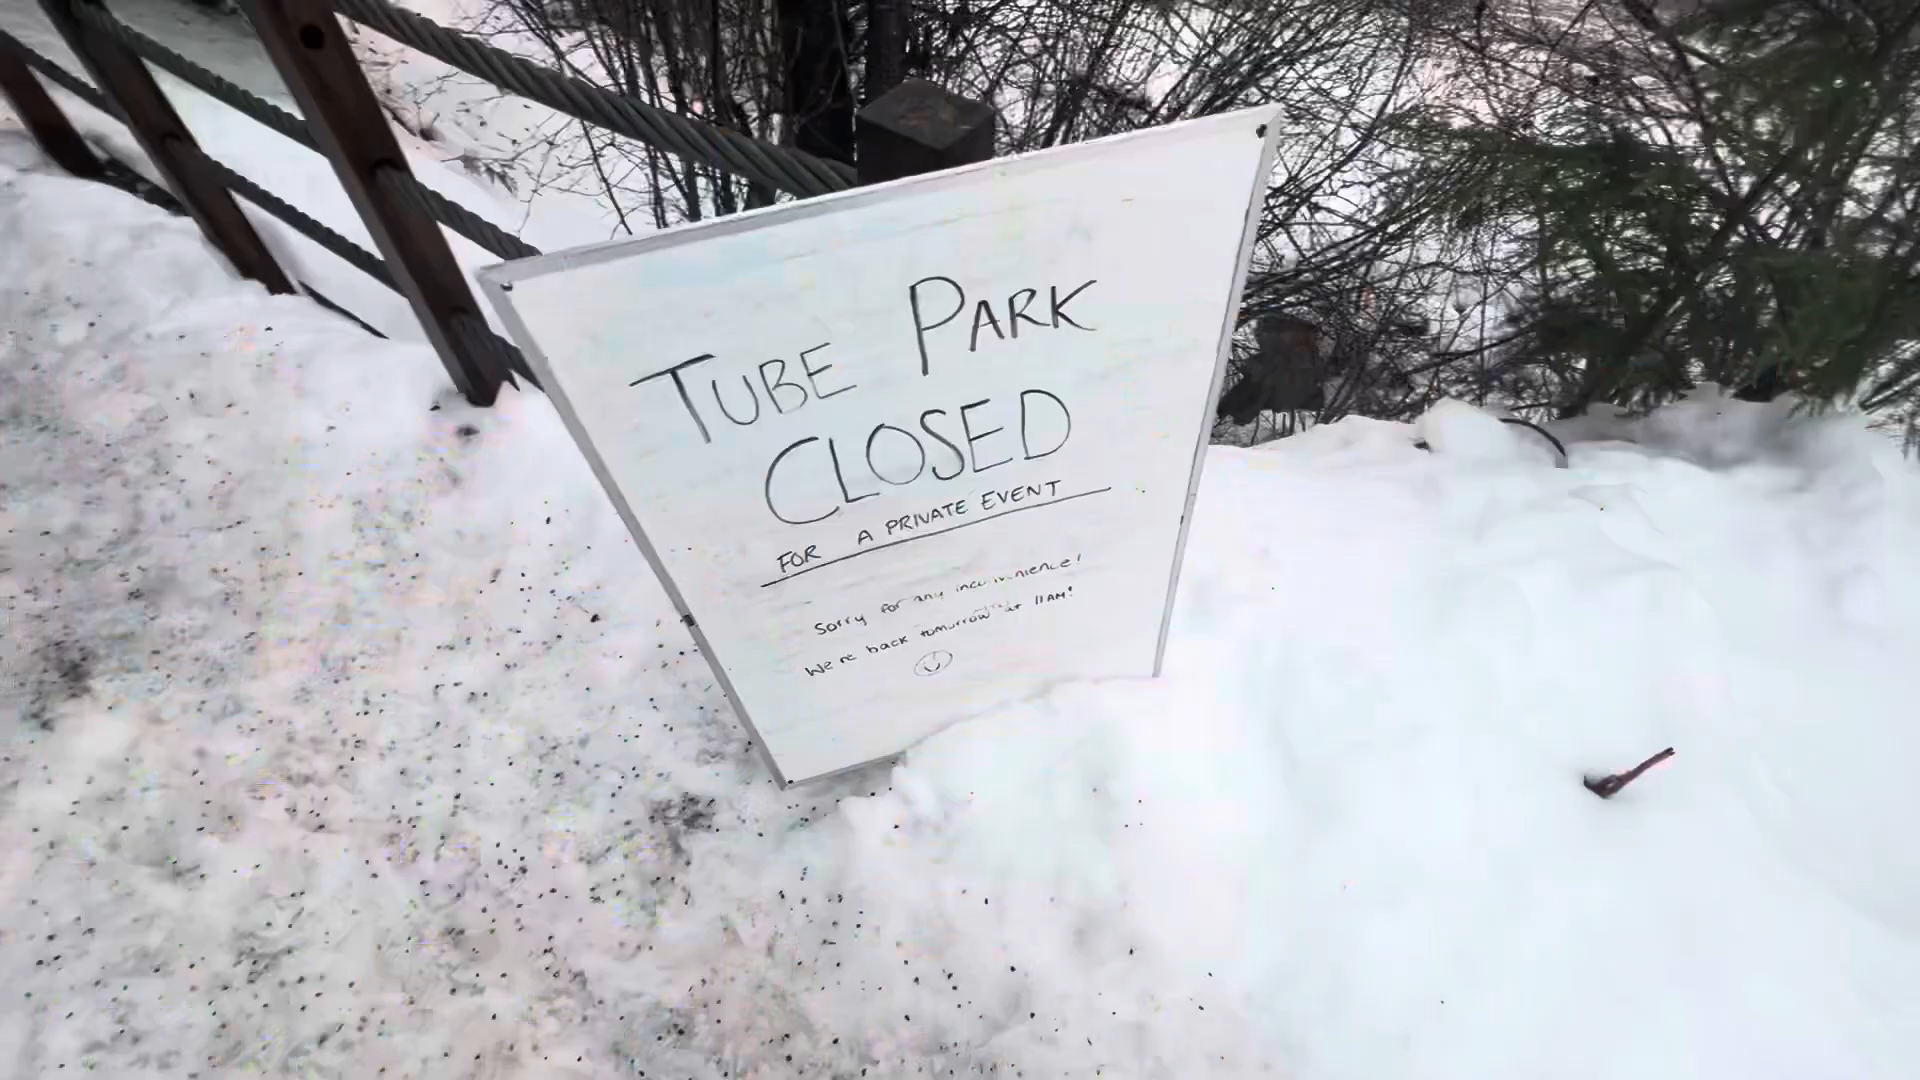 TUBE PARK
CLOSED
FOR A PRIVATE EVENT
Sorry for any inconvenience!
We're back tomorrow at 11AM!